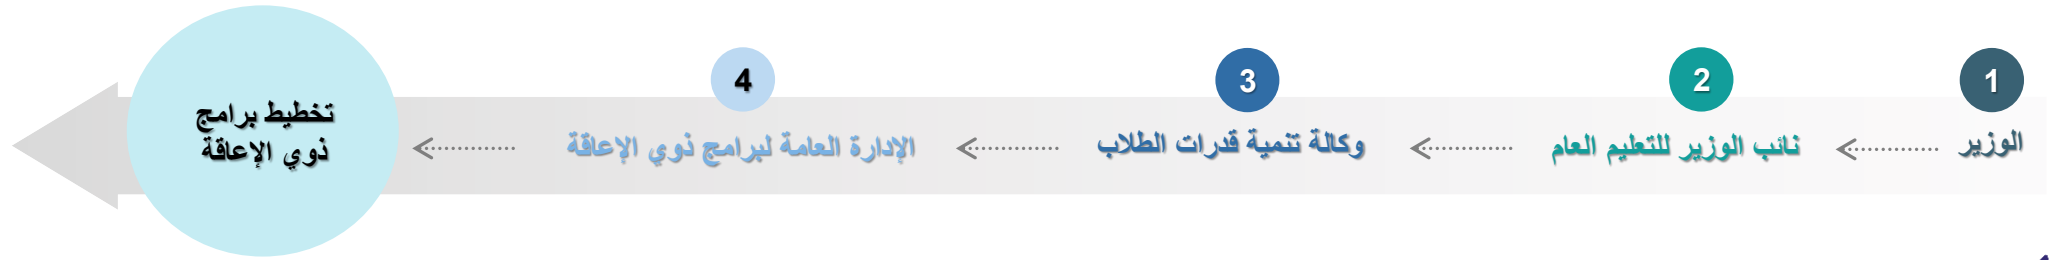 1
الوزير
2
نائب الوزير للتعليم العام
3
وكالة تنمية قدرات الطلاب
4
الإدارة العامة لبرامج ذوي الإعاقة
تخطيط برامج
ذوي الإعاقة